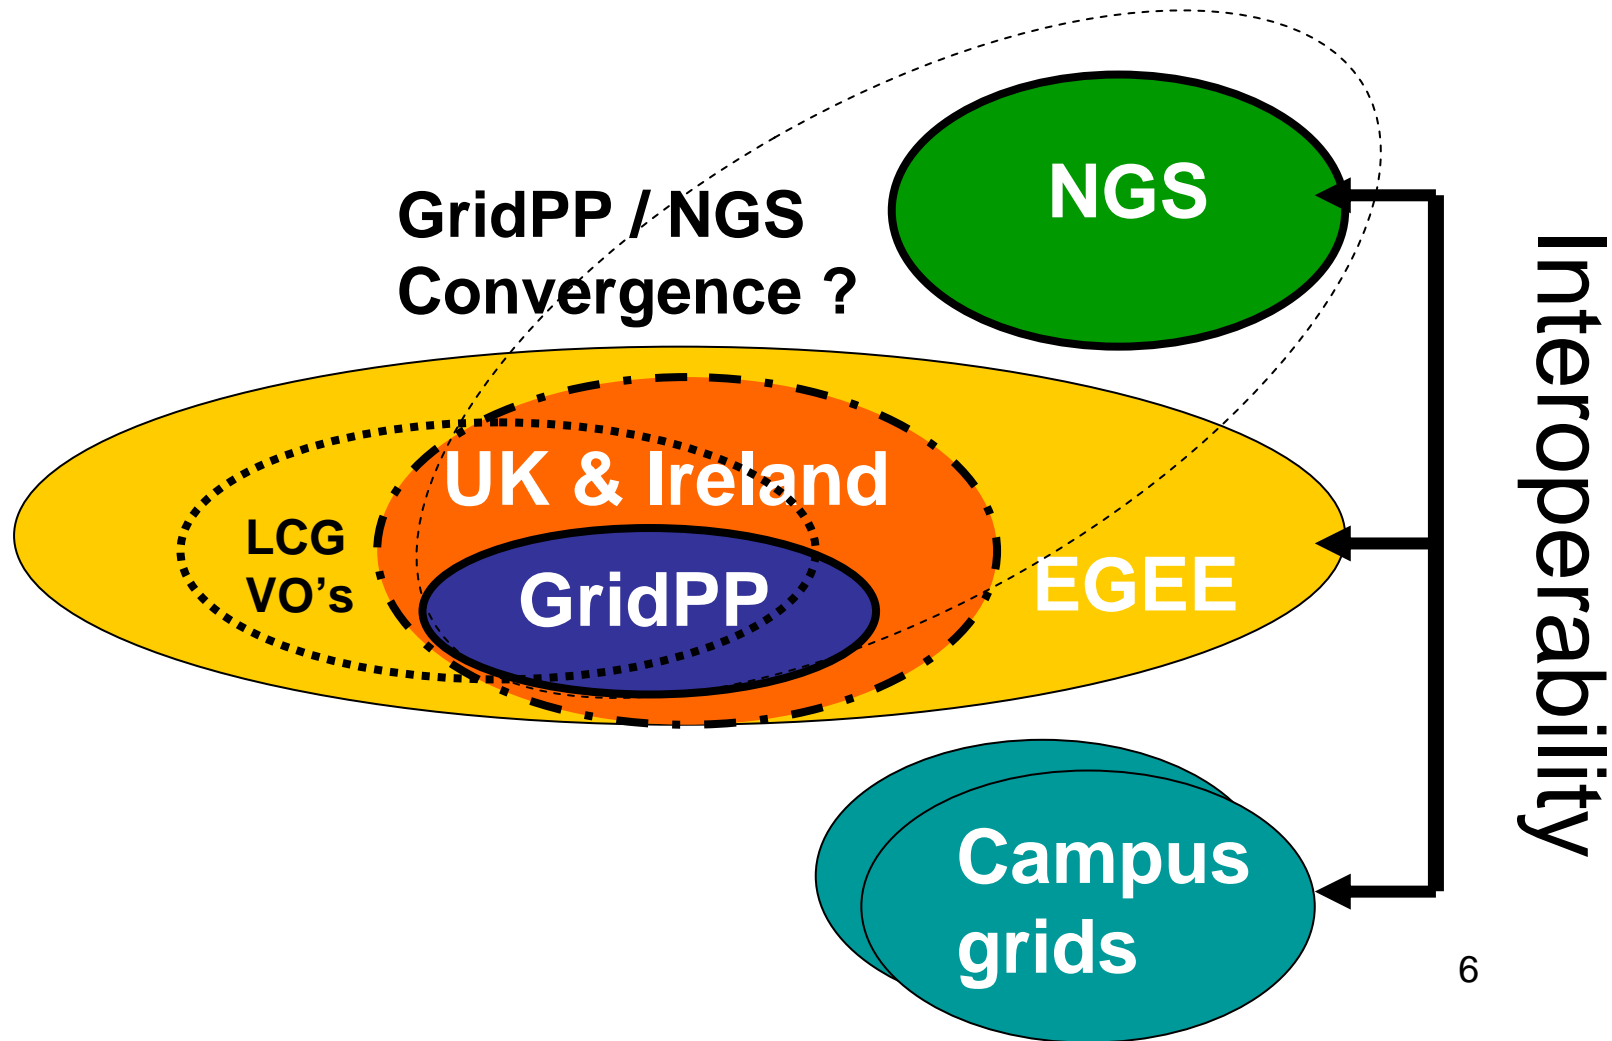 NGS
GridPP / NGS
Convergence ?
Interoperability
UK & Ireland
LCG
VO's
GridPP
EGEE
Campus
grids
6